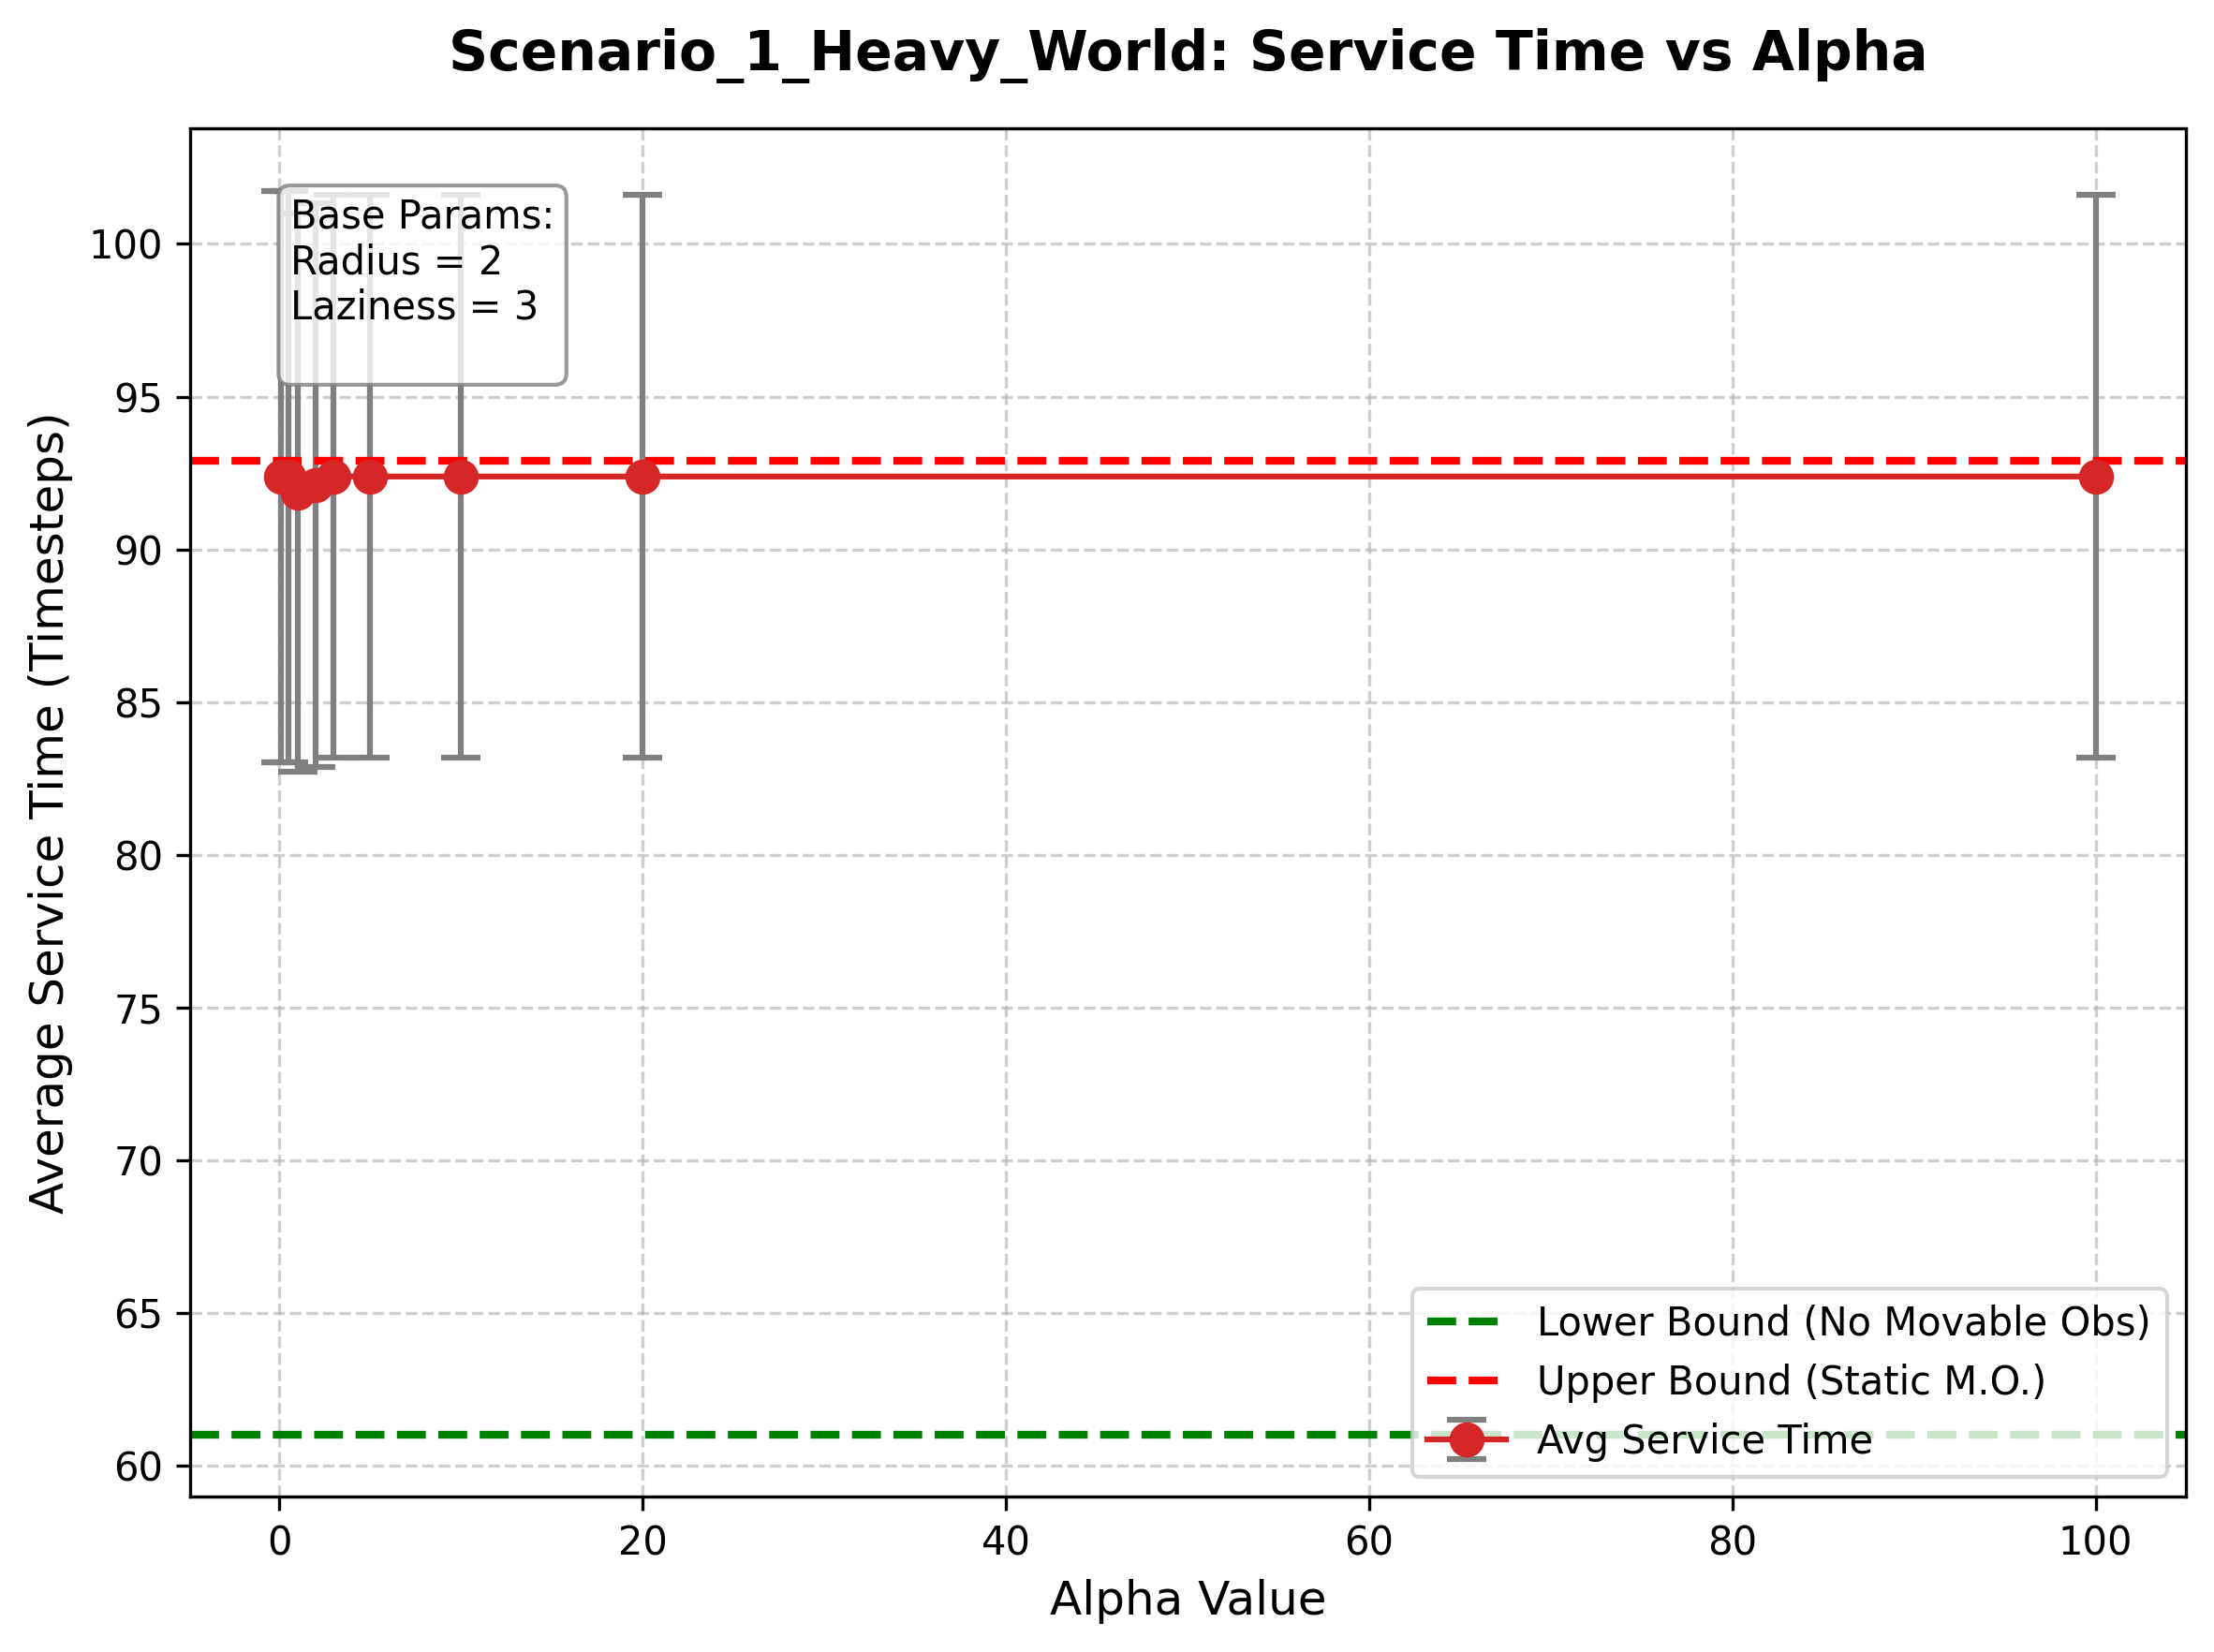 Scenario_1_Heavy_World: Service Time vs Alpha
Average Service Time (Timesteps)
100
95
90
85
80
75
70
65
60
Base Params:
Radius = 2
Laziness = 3
Lower Bound (No Movable Obs)
Upper Bound (Static M.O.)
Avg Service Time
0 20 40 60 80 100
Alpha Value